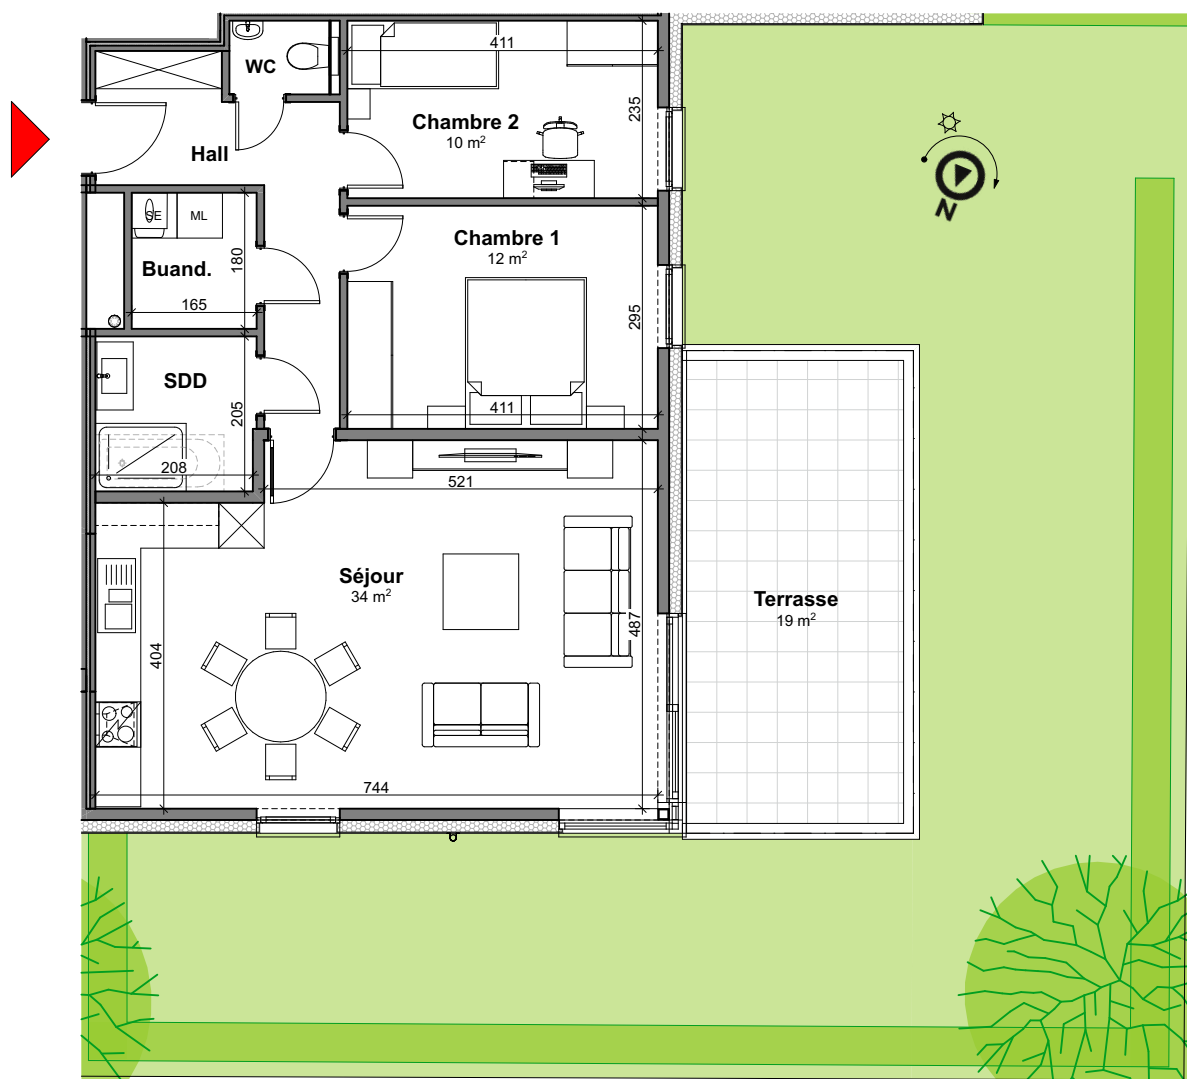 411
WC
Chambre 2
10 m²
235
Hall
N
SE
ML
Chambre 1
12 m²
Buand.
180
165
295
SDD
205
411
208
521
Séjour
34 m²
Terrasse
19 m²
487
404
744